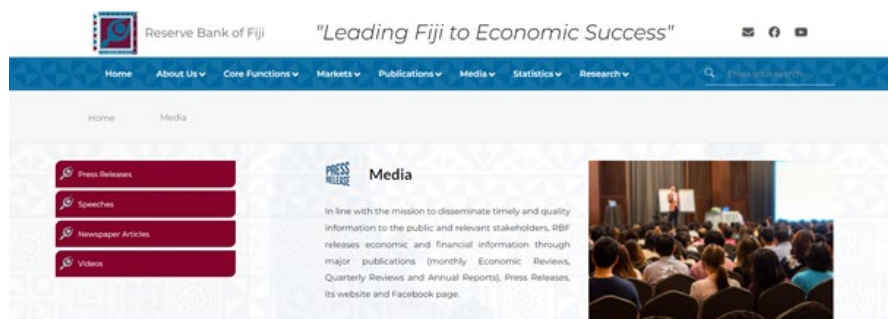 Reserve Bank of Fiji
"Leading Fiji to Economic Success"
Home About Us Core Functions Markets Publications Media Statistics Research Enter your search
Home Media
Press Releases
Speeches
Newspaper Articles
Videos
PRESS
RELEASE
Media
In line with the mission to disseminate timely and quality
information to the public and relevant stakeholders, RBF
releases economic and financial information through
major publications (monthly Economic Reviews,
Quarterly Reviews and Annual Reports), Press Releases,
its website and Facebook page.